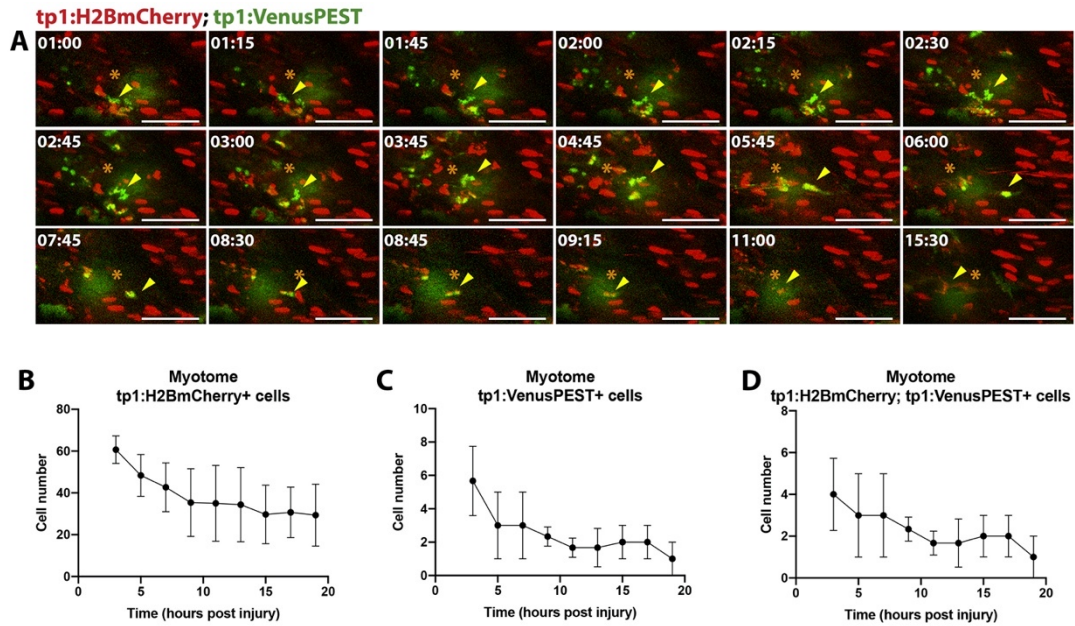 tp1:H2BmCherry; tp1:VenusPEST
A
01:00 01:15 01:45 02:00 02:15 02:30
02:45 03:00 03:45 04:45 05:45 06:00
07:45 08:30 08:45 09:15 11:00 15:30
* * * * * *
* * * * * *
* * * * * *
B
Myotome
tp1:H2BmCherry+ cells
Cell number
80
60
40
20
0
0 5 10 15 20
Time (hours post injury)
C
Myotome
tp1:VenusPEST+ cells
Cell number
10
8
6
4
2
0
0 5 10 15 20
Time (hours post injury)
D
Myotome
tp1:H2BmCherry; tp1:VenusPEST+ cells
Cell number
8
6
4
2
0
0 5 10 15 20
Time (hours post injury)